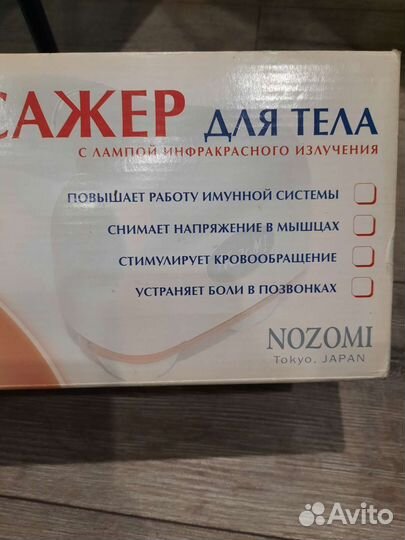 САЖЕР ДЛЯ ТЕЛА
С ЛАМПОЙ ИНФРАКРАСНОГО ИЗЛУЧЕНИЯ
ПОВЫШАЕТ РАБОТУ ИМУННОЙ СИСТЕМЫ
СНИМАЕТ НАПРЯЖЕНИЕ В МЫШЦАХ
СТИМУЛИРУЕТ КРОВООБРАЩЕНИЕ
УСТРАНЯЕТ БОЛИ В ПОЗВОНКАХ
NOZOMI
Tokyo, JAPAN
Avito